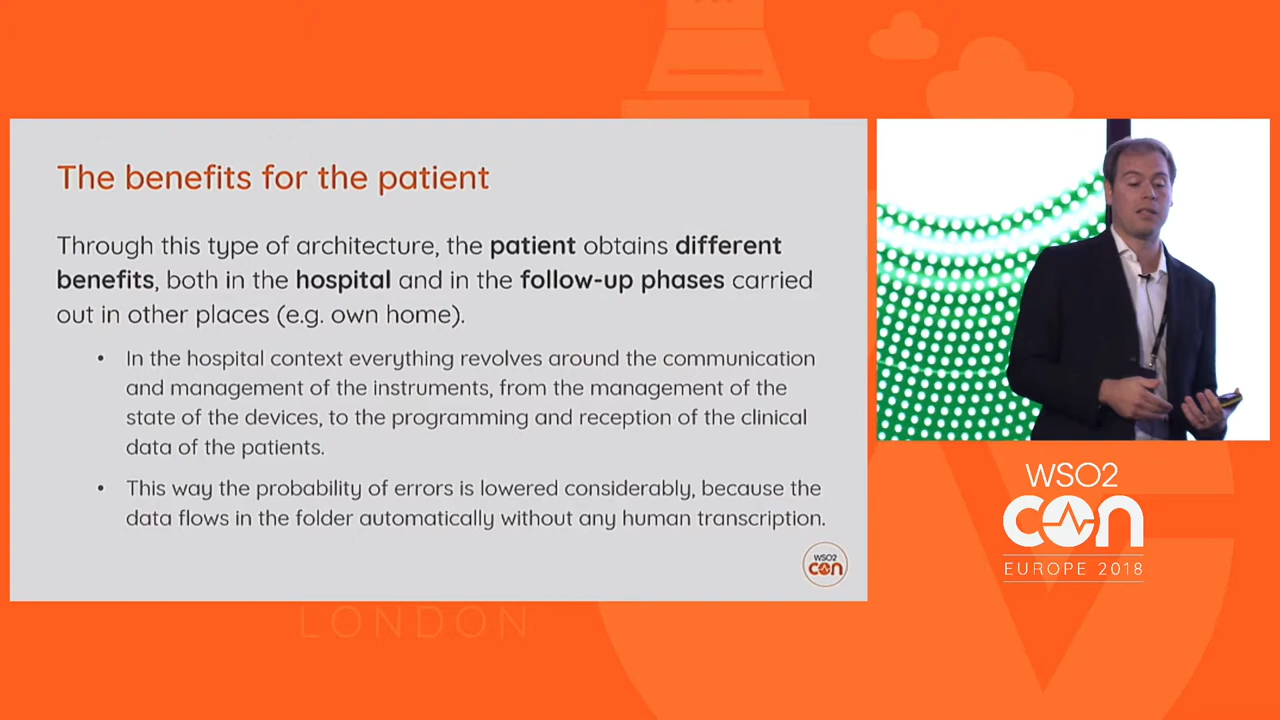 The benefits for the patient
Through this type of architecture, the patient obtains different
benefits, both in the hospital and in the follow-up phases carried
out in other places (e.g. own home).
• In the hospital context everything revolves around the communication
and management of the instruments, from the management of the
state of the devices, to the programming and reception of the clinical
data of the patients.
• This way the probability of errors is lowered considerably, because the
data flows in the folder automatically without any human transcription.
WSO2
CON
WSO2
CON
EUROPE 2018
LONDON